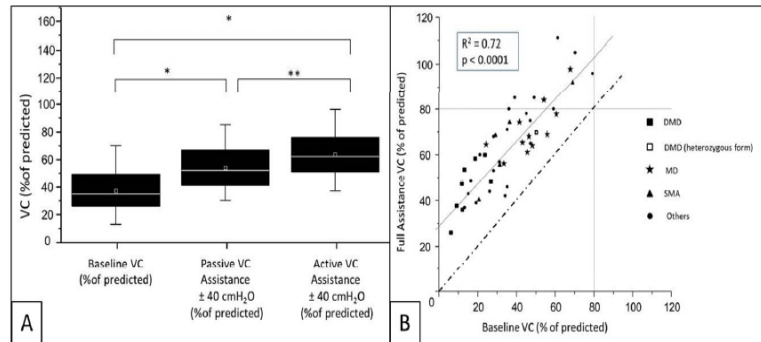 VC (%of predicted)
160
140
120
100
80
60
40
20
0
*
*
**
Baseline VC
(%of predicted)
Passive VC
Assistance
± 40 cmH₂O
(%of predicted)
Active VC
Assistance
± 40 cmH₂O
(%of predicted)
A
Full Assistance VC (% of predicted)
120
100
80
60
40
20
0
R² = 0.72
p < 0.0001
DMD
DMD (heterozygous form)
MD
SMA
Others
0 20 40 60 80 100 120
Baseline VC (% of predicted)
B